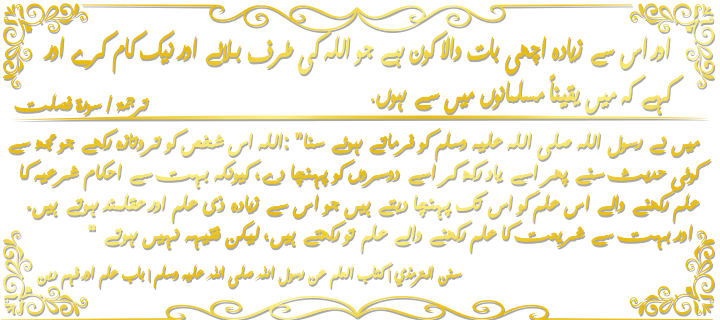 اور اس سے زیادہ اچھی بات والا کون ہے جو اللہ کی طرف بلائے اور نیک کام کرے اور
کہے کہ میں یقیناً مسلمانوں میں سے ہوں۔
ترجمۃ / سورۃ فصلت
میں نے رسول اللہ صلی اللہ علیہ وسلم کو فرماتے ہوئے سنا" :اللہ اس شخص کو تروتازہ رکھے جو مجھ سے
کوئی حدیث سنے پھر اسے یاد رکھ کر اسے دوسروں کو پہنچا دے، کیونکہ بہت سے احکام شرعیہ کا
علم رکھنے والے اس علم کو اس تک پہنچا دیتے ہیں جو اس سے زیادہ ذی علم اور عقلمند ہوتے ہیں۔
اور بہت سے شریعت کا علم رکھنے والے علم تو رکھتے ہیں، لیکن فقیہہ نہیں ہوتے "
سنن الترمذي | كتاب العلم عن رسول اللہ صلى اللہ عليہ وسلم | باب علم اور فہم دين